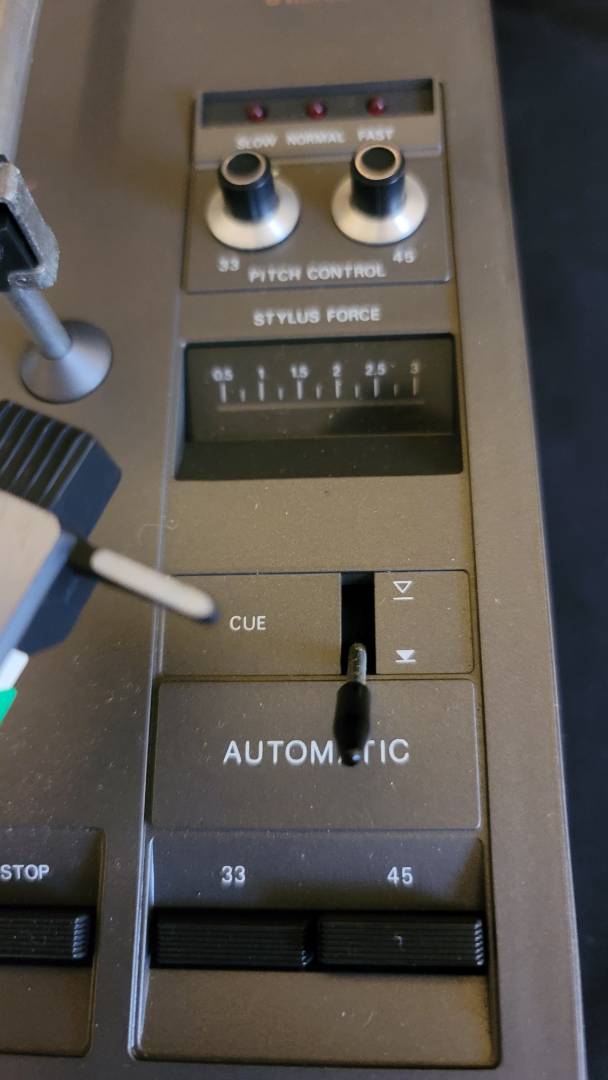 SLOW NORMAL FAST
33 45
PITCH CONTROL
STYLUS FORCE
0.5 1 1.5 2 2.5 3
CUE
AUTOMATIC
STOP
33 45